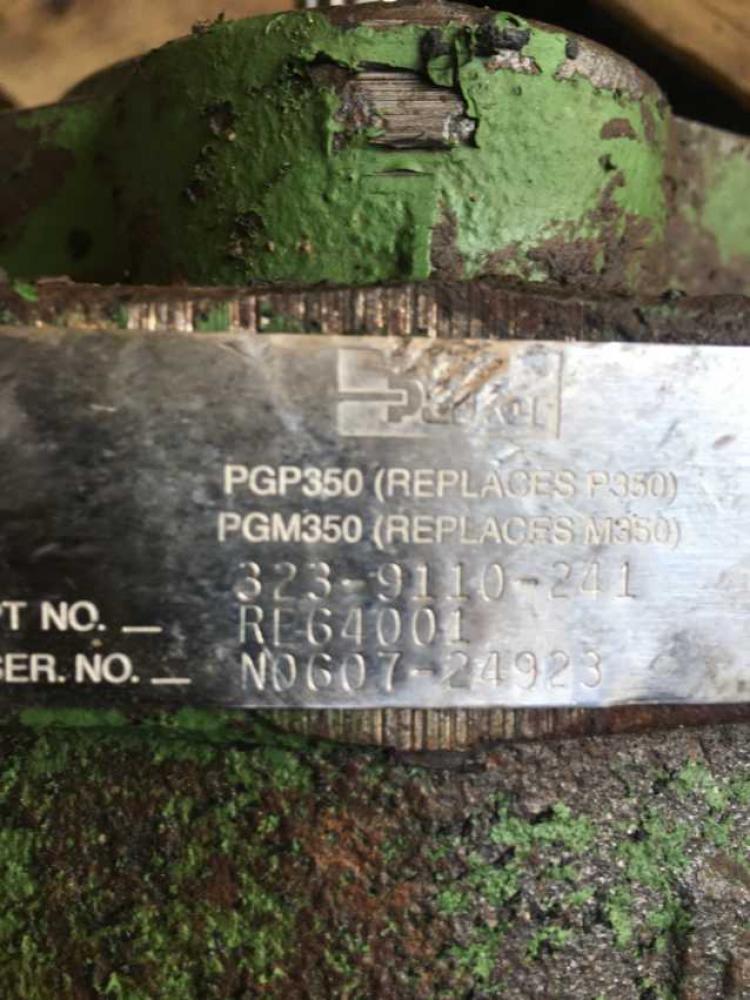 Parker
PGP350 (REPLACES P350)
PGM350 (REPLACES M350)
323-9110-241
PT NO. _ RE64001
SER. NO. _ N0607-24923